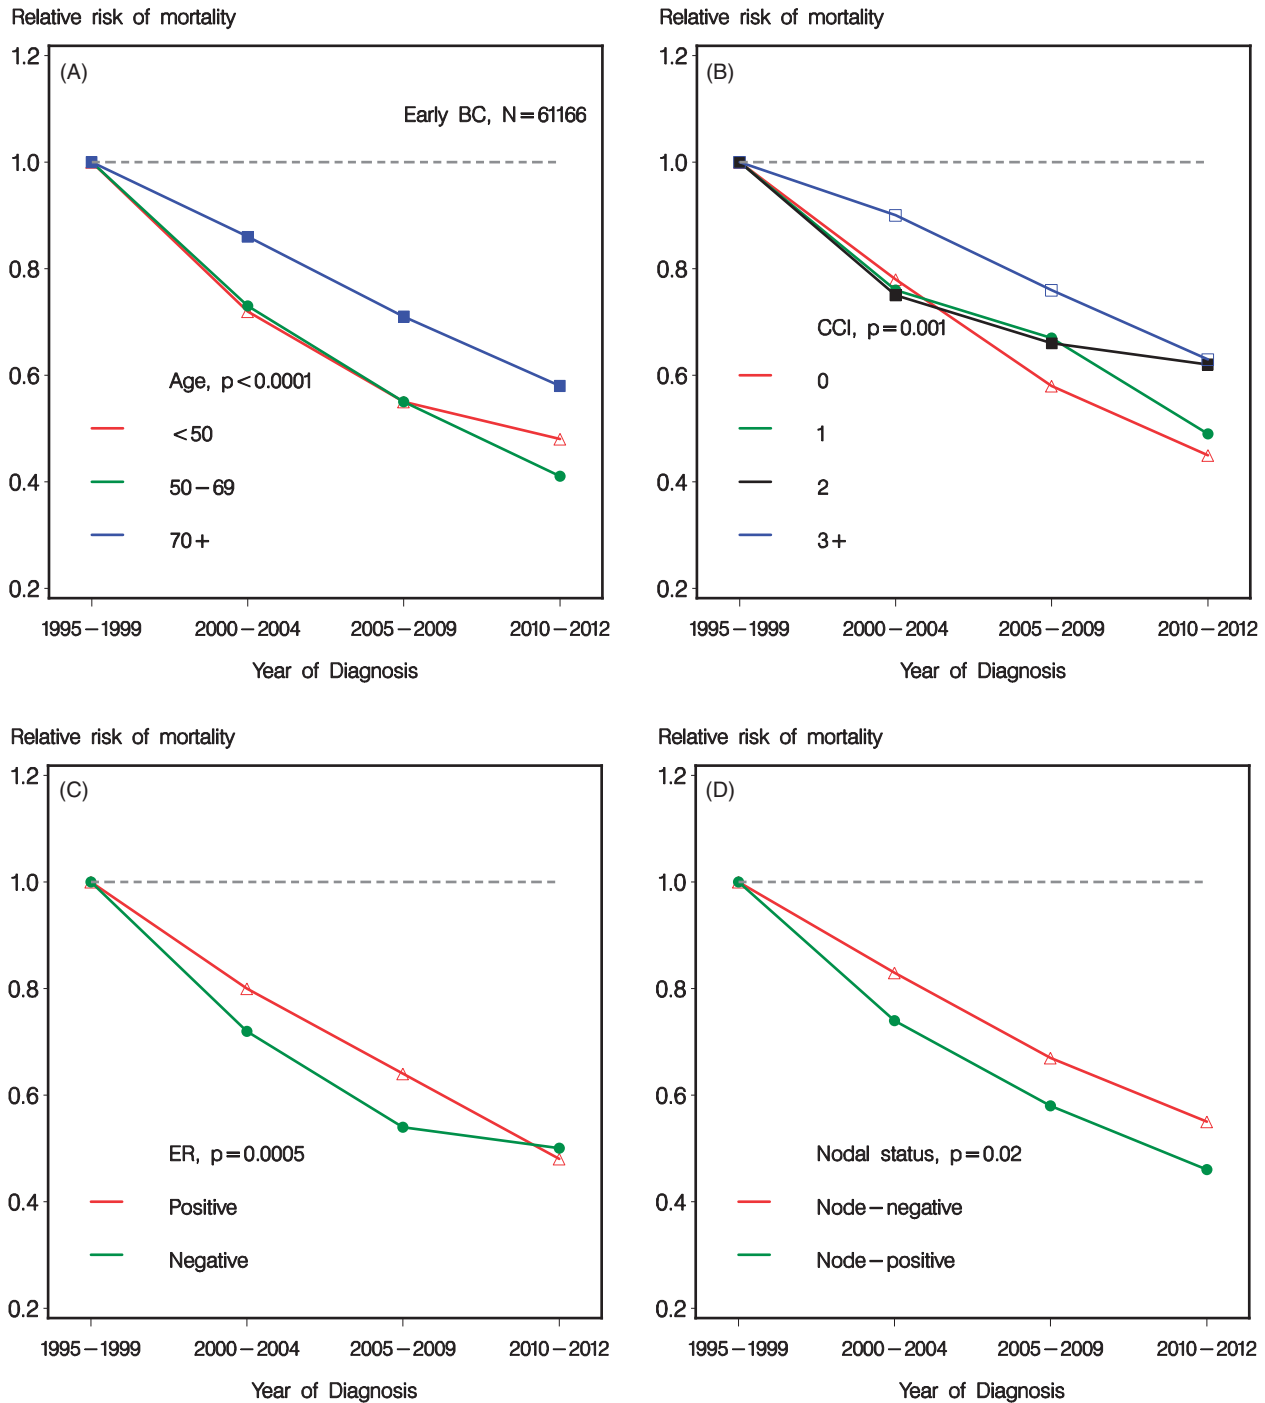 Relative risk of mortality
1.2
(A)
Early BC, N=61166
1.0
0.8
0.6
Age, p<0.0001
<50
0.4
50−69
70+
0.2
1995−1999 2000−2004 2005−2009 2010−2012
Year of Diagnosis
Relative risk of mortality
1.2
(B)
1.0
0.8
CCI, p=0.001
0.6
0
1
0.4
2
3+
0.2
1995−1999 2000−2004 2005−2009 2010−2012
Year of Diagnosis
Relative risk of mortality
1.2
(C)
1.0
0.8
0.6
ER, p=0.0005
0.4
Positive
Negative
0.2
1995−1999 2000−2004 2005−2009 2010−2012
Year of Diagnosis
Relative risk of mortality
1.2
(D)
1.0
0.8
0.6
Nodal status, p=0.02
0.4
Node−negative
Node−positive
0.2
1995−1999 2000−2004 2005−2009 2010−2012
Year of Diagnosis